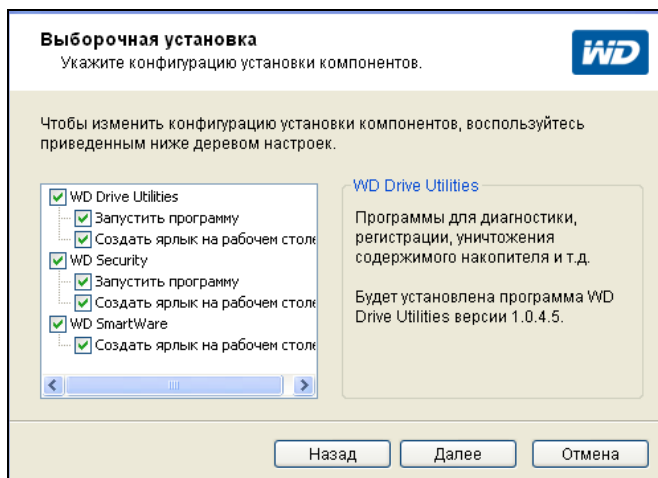 Выборочная установка
Укажите конфигурацию установки компонентов.
WD
Чтобы изменить конфигурацию установки компонентов, воспользуйтесь
приведенным ниже деревом настроек.
WD Drive Utilities
Запустить программу
Создать ярлык на рабочем столе
WD Security
Запустить программу
Создать ярлык на рабочем столе
WD SmartWare
Создать ярлык на рабочем столе
WD Drive Utilities
Программы для диагностики,
регистрации, уничтожения
содержимого накопителя и т.д.
Будет установлена программа WD
Drive Utilities версии 1.0.4.5.
Назад
Далее
Отмена